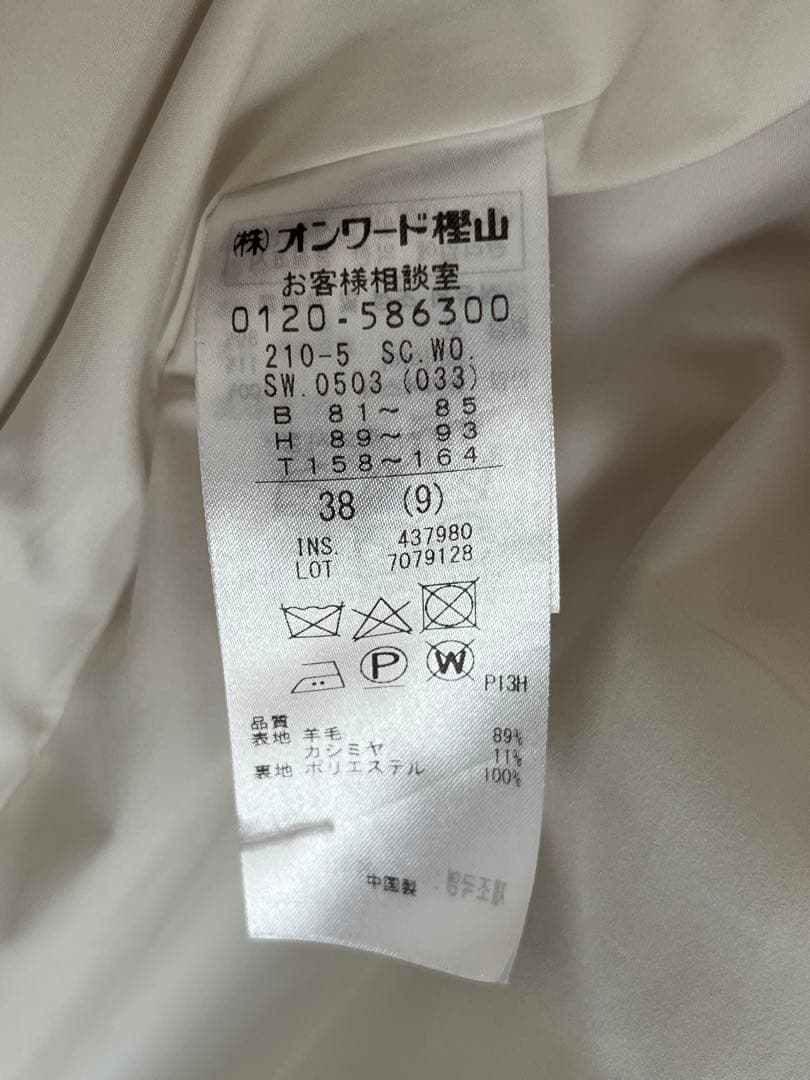 ㈱オンワード樫山
お客様相談室
0120-586300
210-5 SC.WO.
SW.0503 (033)
B 81～ 85
H 89～ 93
T158～164
38 (9)
INS. 437980
LOT 7079128
P W P13H
品質
表地 羊毛 89%
カシミヤ 11%
裏地 ポリエステル 100%
中国製